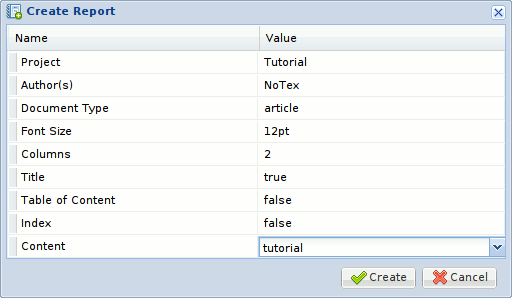 Create Report
Name Value
Project Tutorial
Author(s) NoTex
Document Type article
Font Size 12pt
Columns 2
Title true
Table of Content false
Index false
Content tutorial
Create Cancel